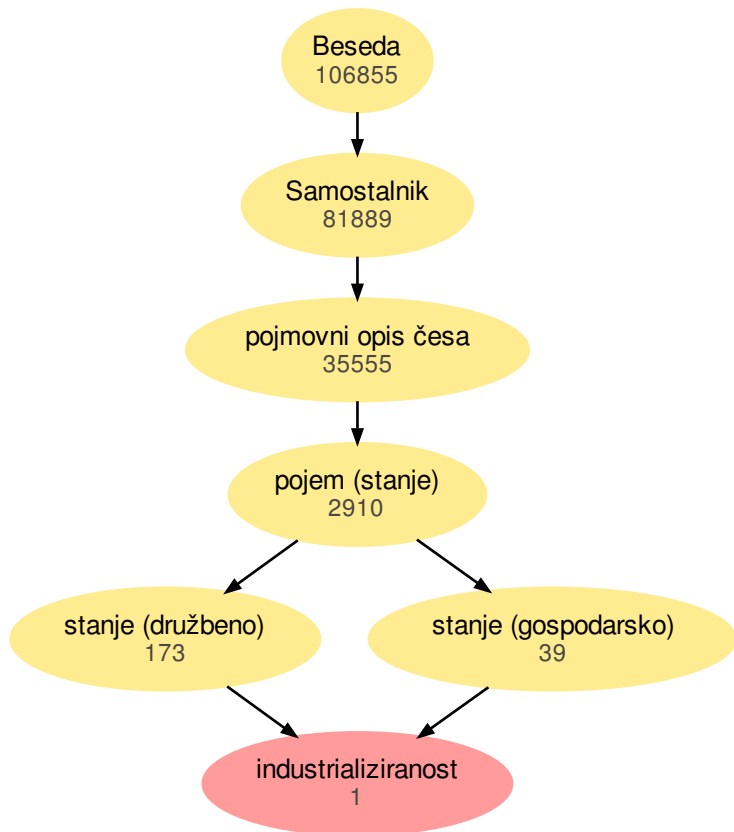 Beseda
106855
Samostalnik
81889
pojmovni opis česa
35555
pojem (stanje)
2910
stanje (družbeno)
173
stanje (gospodarsko)
39
industrializiranost
1